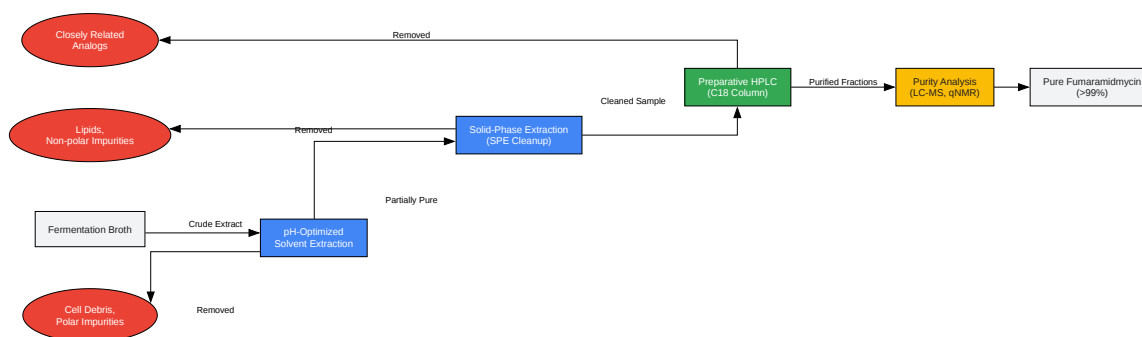 Closely Related
Analogs
Removed
Preparative HPLC
(C18 Column)
Purified Fractions
Purity Analysis
(LC-MS, qNMR)
Pure Fumaramidmycin
(>99%)
Cleaned Sample
Lipids,
Non-polar Impurities
Removed
Solid-Phase Extraction
(SPE Cleanup)
Partially Pure
Fermentation Broth
Crude Extract
pH-Optimized
Solvent Extraction
Cell Debris,
Polar Impurities
Removed